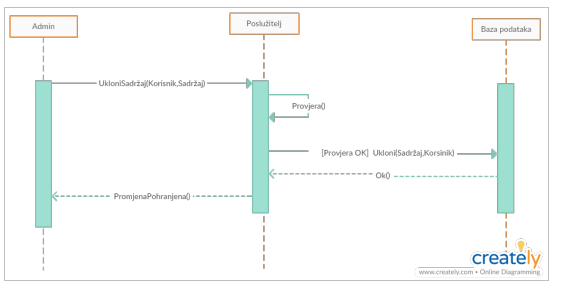 Admin
Poslužitelj
Baza podataka
UkloniSadržaj(Korisnik,Sadržaj)
Provjera()
[Provjera OK] Ukloni(Sadržaj,Korsinik)
Ok()
PromjenaPohranjena()
creately
www.creately.com • Online Diagramming